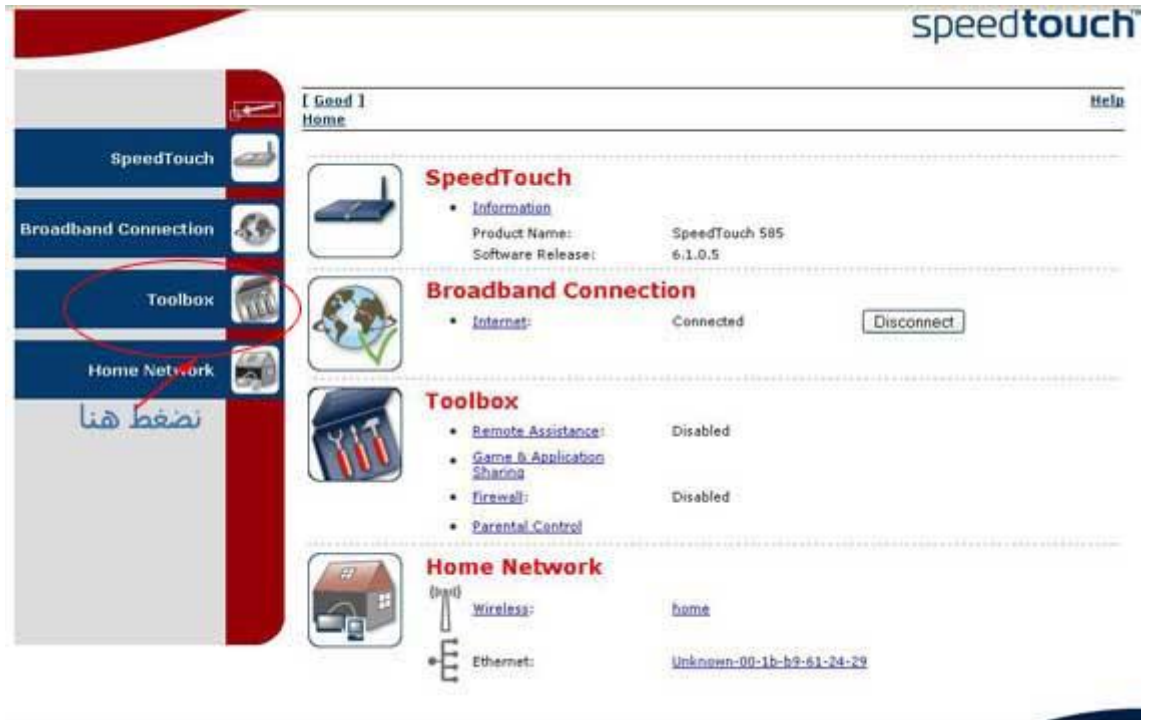 speedtouch™
[ Good ]
Help
Home
SpeedTouch
Broadband Connection
Toolbox
Home Network
نضغط هنا
SpeedTouch
Information
Product Name: SpeedTouch 585
Software Release: 6.1.0.5
Broadband Connection
Internet: Connected Disconnect
Toolbox
Remote Assistance: Disabled
Game & Application
Sharing
Firewall: Disabled
Parental Control
Home Network
Wireless: home
Ethernet: Unknown-00-1b-b9-61-24-29